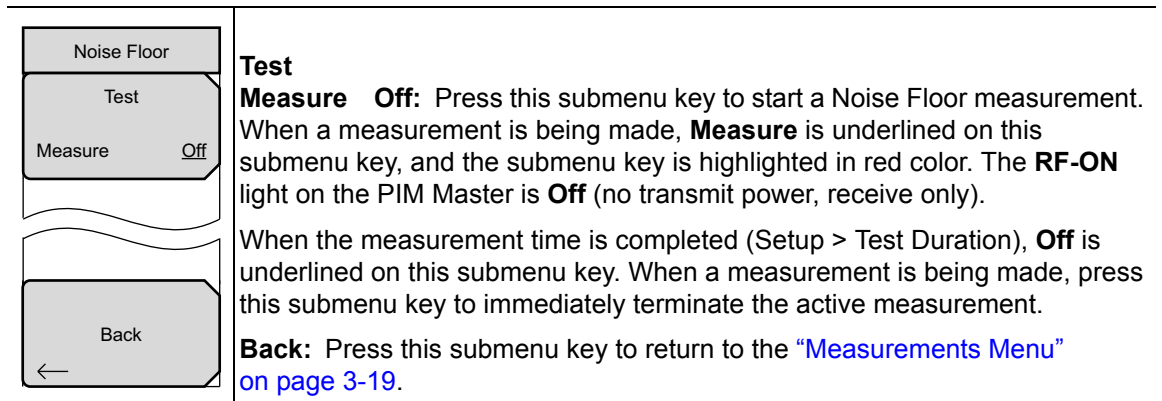 Noise Floor
Test
Measure Off
Back
Test
Measure Off: Press this submenu key to start a Noise Floor measurement.
When a measurement is being made, Measure is underlined on this
submenu key, and the submenu key is highlighted in red color. The RF-ON
light on the PIM Master is Off (no transmit power, receive only).
When the measurement time is completed (Setup > Test Duration), Off is
underlined on this submenu key. When a measurement is being made, press
this submenu key to immediately terminate the active measurement.
Back: Press this submenu key to return to the “Measurements Menu”
on page 3-19.